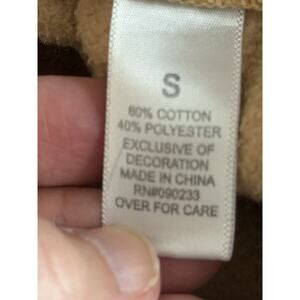 S
60% COTTON
40% POLYESTER
EXCLUSIVE OF
DECORATION
MADE IN CHINA
RN#090233
OVER FOR CARE